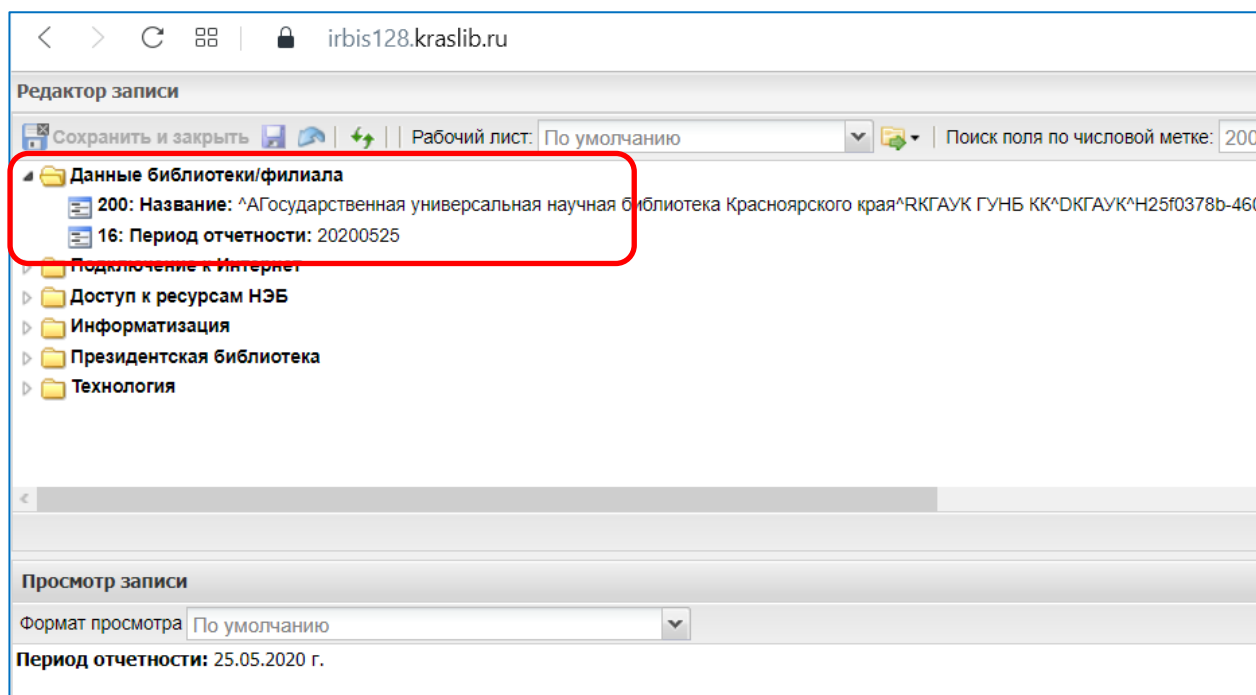 irbis128.kraslib.ru
Редактор записи
Сохранить и закрыть | | | Рабочий лист: По умолчанию | Поиск поля по числовой метке: 200
Данные библиотеки/филиала
200: Название: ^AГосударственная универсальная научная библиотека Красноярского края^RКГАУК ГУНБ КК^DКГАУК^H25f0378b-460
16: Период отчетности: 20200525
Подключение к Интернет
Доступ к ресурсам НЭБ
Информатизация
Президентская библиотека
Технология
Просмотр записи
Формат просмотра По умолчанию
Период отчетности: 25.05.2020 г.